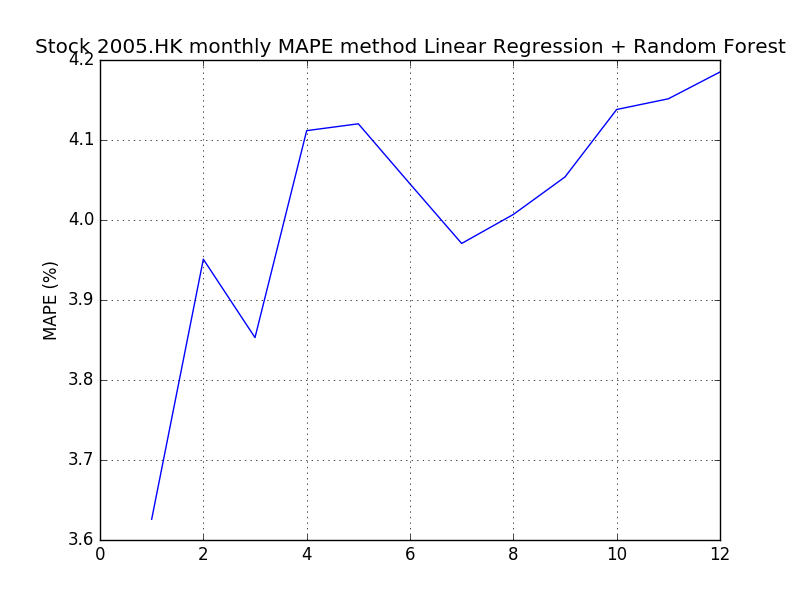 Stock 2005.HK monthly MAPE method Linear Regression + Random Forest
4.2
4.1
4.0
3.9
3.8
3.7
3.6
MAPE (%)
0 2 4 6 8 10 12